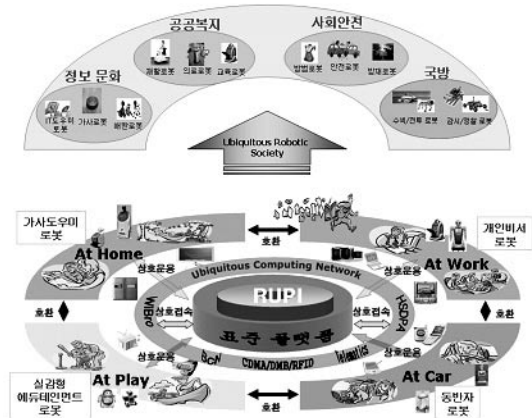 공공복지
사회안전
정보 문화
국방
재활로봇
의료로봇
교육로봇
방범로봇
안전로봇
방재로봇
IT도우미
로봇
가사로봇
수색/전투 로봇
감시/정찰 로봇
Ubiquitous Robotic
Society
가사도우미
로봇
개인비서
로봇
호환
At Home
At Work
상호운용
상호운용
Ubiquitous Computing Network
RUPI
표준 플랫폼
WIBro
HSDPA
상호접속
상호접속
호환
호환
BCN
CDMA/DMB/RFID
Telematics
상호운용
상호운용
At Play
At Car
실감형
에듀테인먼트
로봇
호환
동반자
로봇